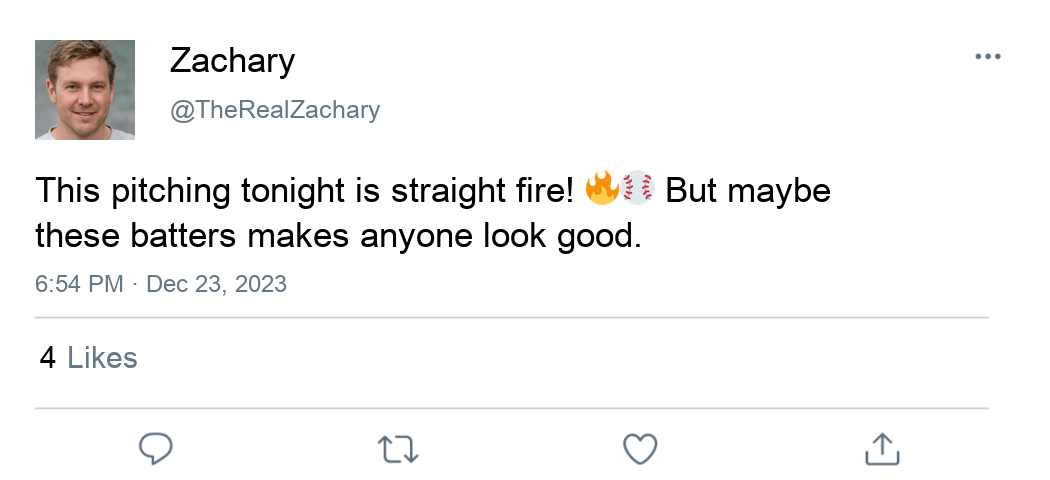 Zachary
@TheRealZachary
This pitching tonight is straight fire! 🔥⚾ But maybe
these batters makes anyone look good.
6:54 PM · Dec 23, 2023
4 Likes